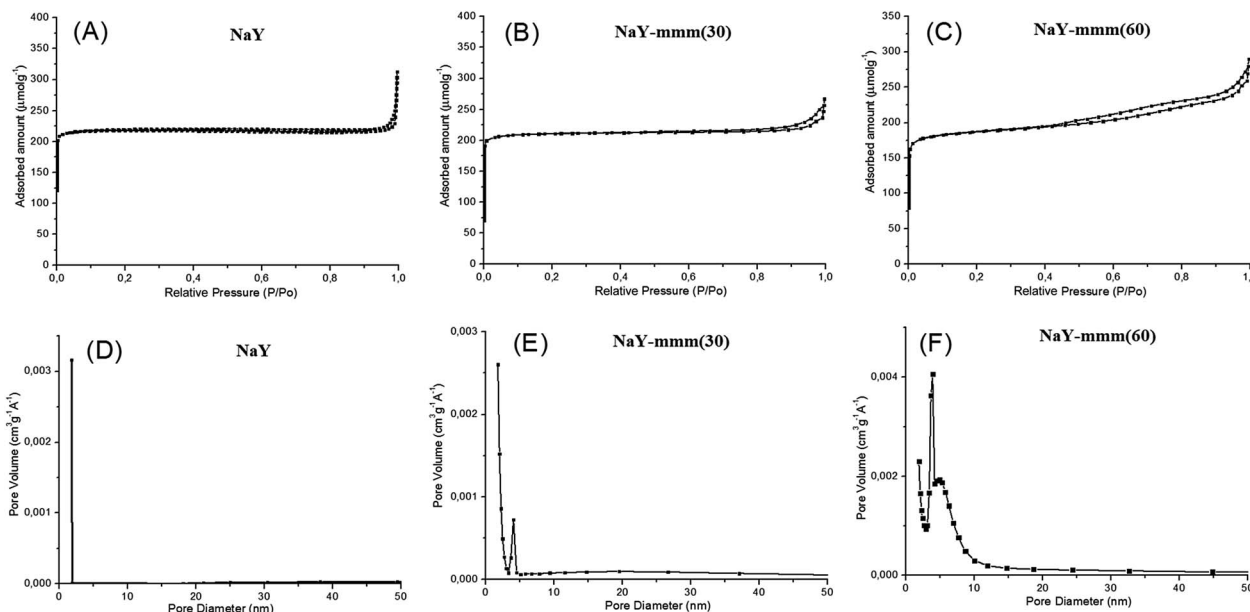 (A)
NaY
Adsorbed amount (μmolg⁻¹)
400
350
300
250
200
150
100
50
0
0,0 0,2 0,4 0,6 0,8 1,0
Relative Pressure (P/Po)
(B)
NaY-mmm(30)
Adsorbed amount (μmolg⁻¹)
400
350
300
250
200
150
100
50
0
0,0 0,2 0,4 0,6 0,8 1,0
Relative Pressure (P/Po)
(C)
NaY-mmm(60)
Adsorbed amount (μmolg⁻¹)
350
300
250
200
150
100
50
0
0,0 0,2 0,4 0,6 0,8 1,
Relative Pressure (P/Po)
(D)
NaY
Pore Volume (cm³g⁻¹A⁻¹)
0,003
0,002
0,001
0,000
0 10 20 30 40 50
Pore Diameter (nm)
(E)
NaY-mmm(30)
Pore Volume (cm³g⁻¹A⁻¹)
0,003
0,002
0,001
0,000
0 10 20 30 40 50
Pore Diameter (nm)
(F)
NaY-mmm(60)
Pore Volume (cm³g⁻¹A⁻¹)
0,004
0,002
0,000
0 10 20 30 40 50
Pore Diameter (nm)